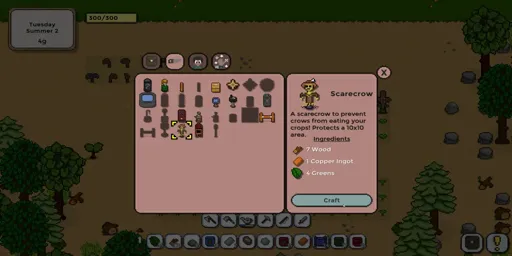 Tuesday
Summer 2
4g
300/300
X
Scarecrow
A scarecrow to prevent
crows from eating your
crops! Protects a 10x10
area.
Ingredients
7 Wood
1 Copper Ingot
4 Greens
Craft